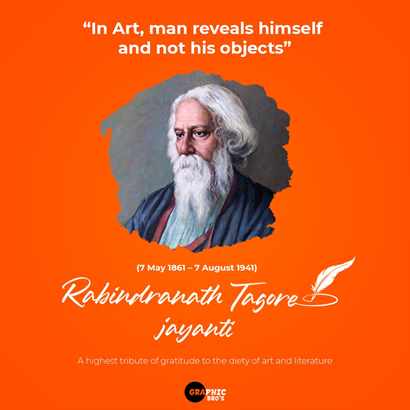 “In Art, man reveals himself
and not his objects”
(7 May 1861 – 7 August 1941)
Rabindranath Tagore
jayanti
A highest tribute of gratitude to the diety of art and literature
GRAPHIC
BRO'S